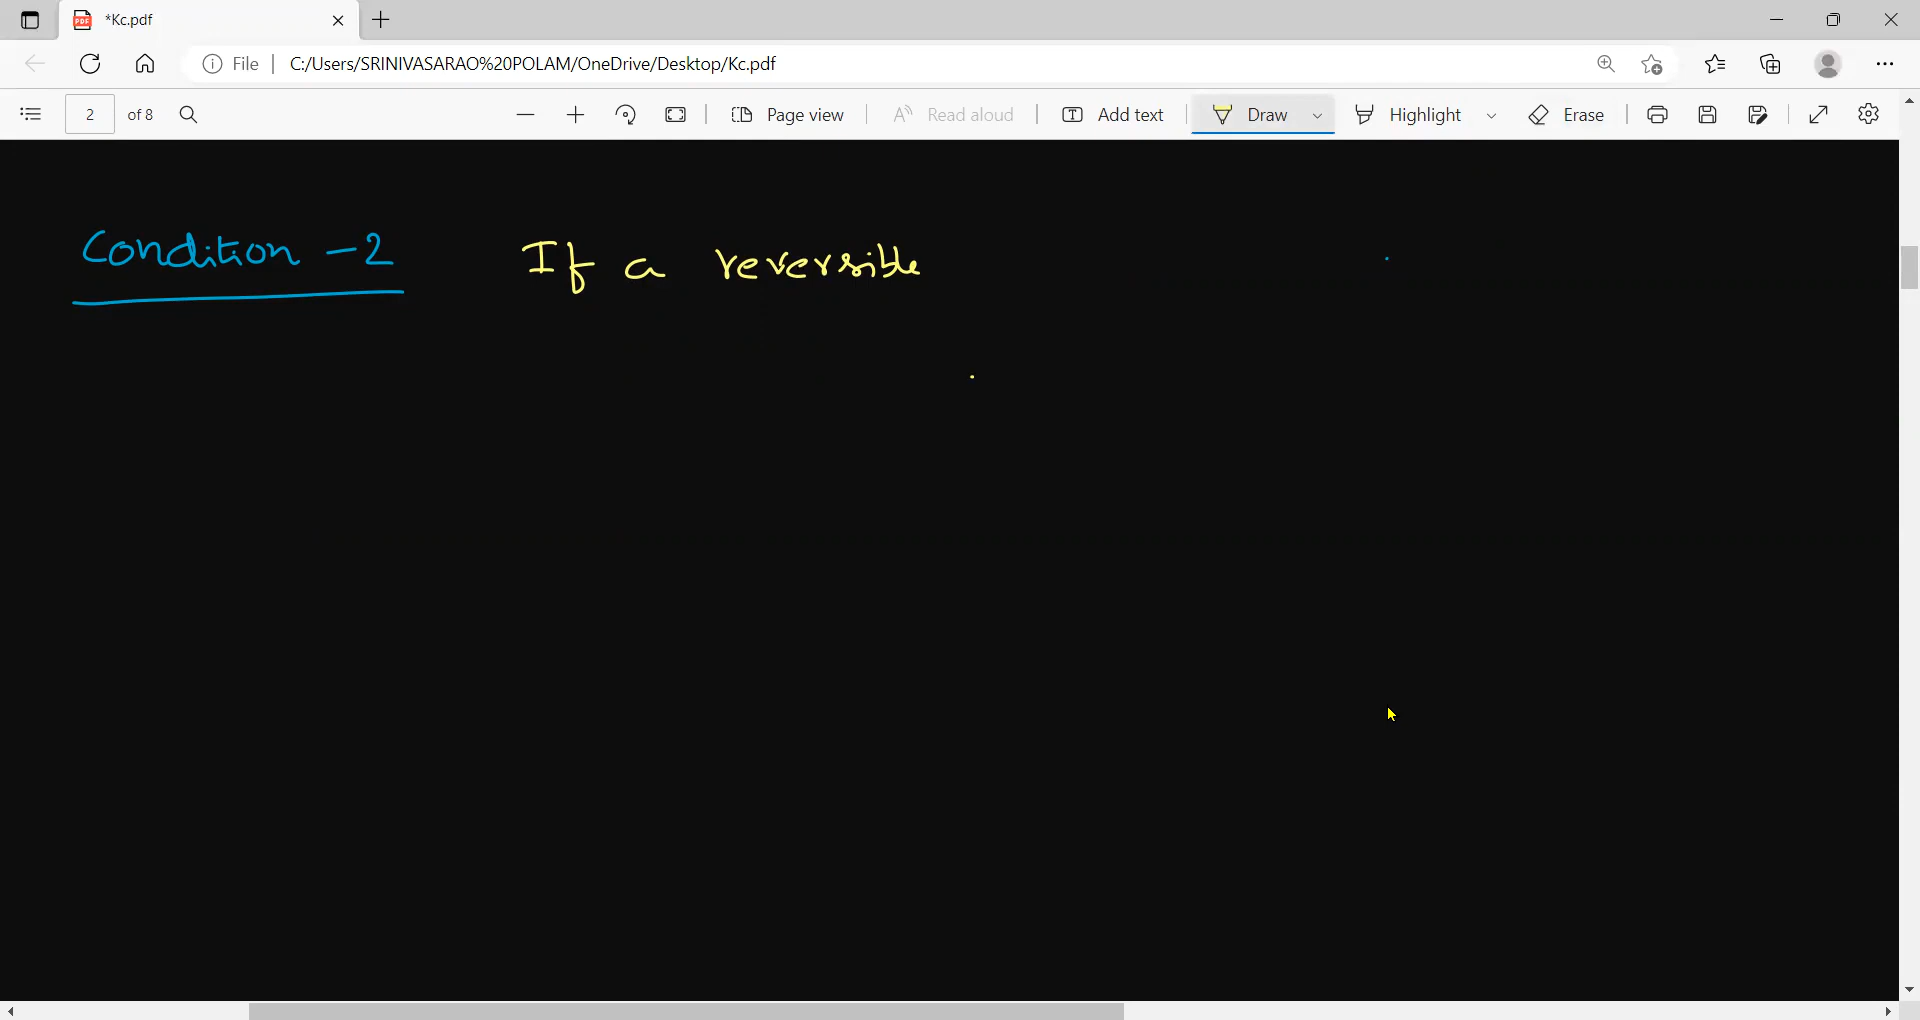 *Kc.pdf
File | C:/Users/SRINIVASARAO%20POLAM/OneDrive/Desktop/Kc.pdf
2 of 8 Page view Read aloud Add text Draw Highlight Erase
Condition -2 If a reversible